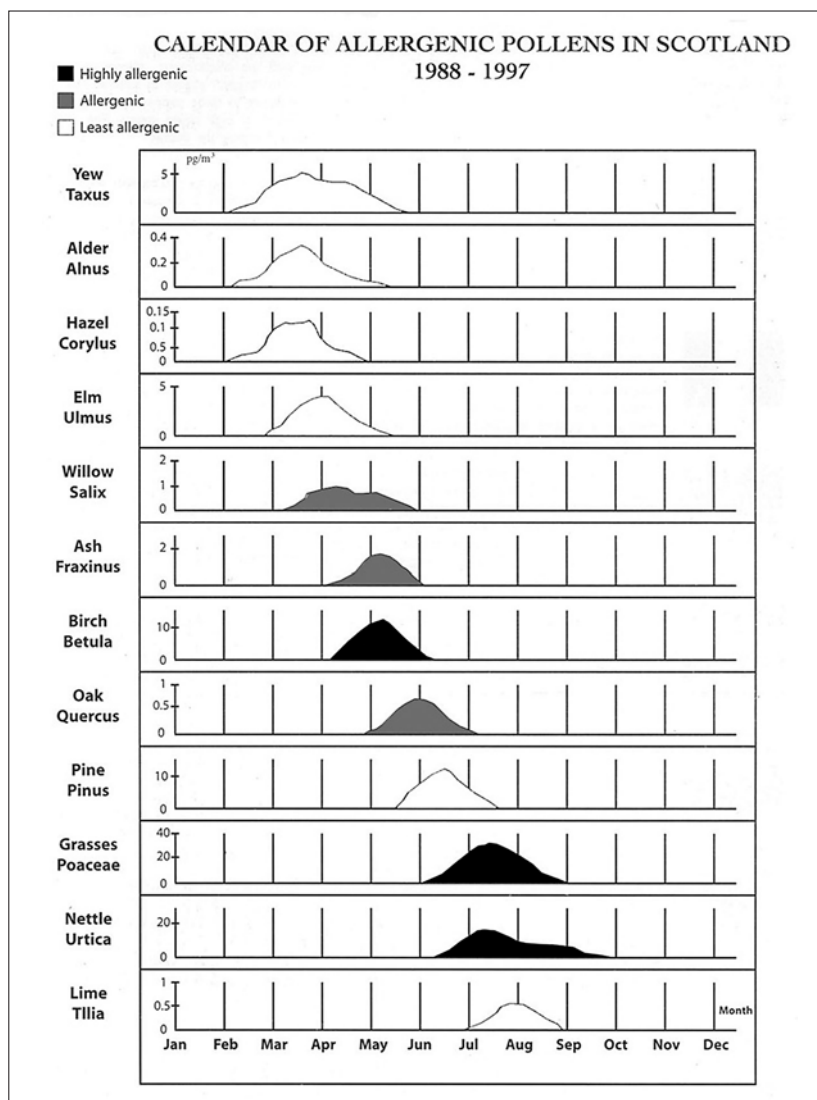 CALENDAR OF ALLERGENIC POLLENS IN SCOTLAND
1988 - 1997
Highly allergenic
Allergenic
Least allergenic
pg/m³
Yew
Taxus
5
0
Alder
Alnus
0.4
0.2
0
Hazel
Corylus
0.15
0.1
0.5
0
Elm
Ulmus
5
0
Willow
Salix
2
1
0
Ash
Fraxinus
2
0
Birch
Betula
10
0
Oak
Quercus
1
0.5
0
Pine
Pinus
10
0
Grasses
Poaceae
40
20
0
Nettle
Urtica
20
0
Lime
Tllia
1
0.5
0
Month
Jan Feb Mar Apr May Jun Jul Aug Sep Oct Nov Dec